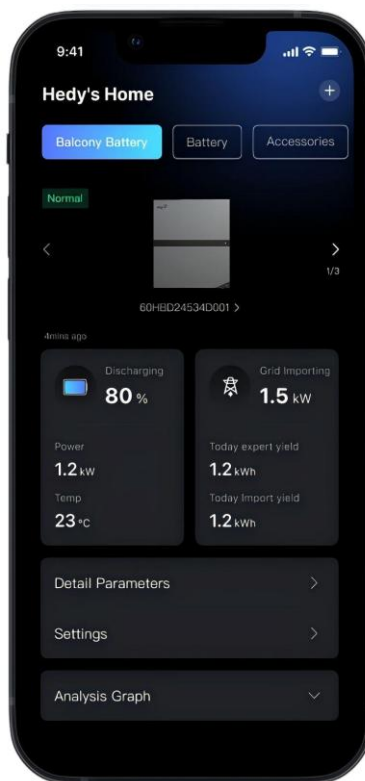 9:41
Hedy's Home
+
Balcony Battery
Battery
Accessories
Normal
1/3
60HBD24534D001 >
4mins ago
Discharging
80 %
Power
1.2 kW
Temp
23 °C
Grid Importing
1.5 kW
Today expert yield
1.2 kWh
Today Import yield
1.2 kWh
Detail Parameters
Settings
Analysis Graph